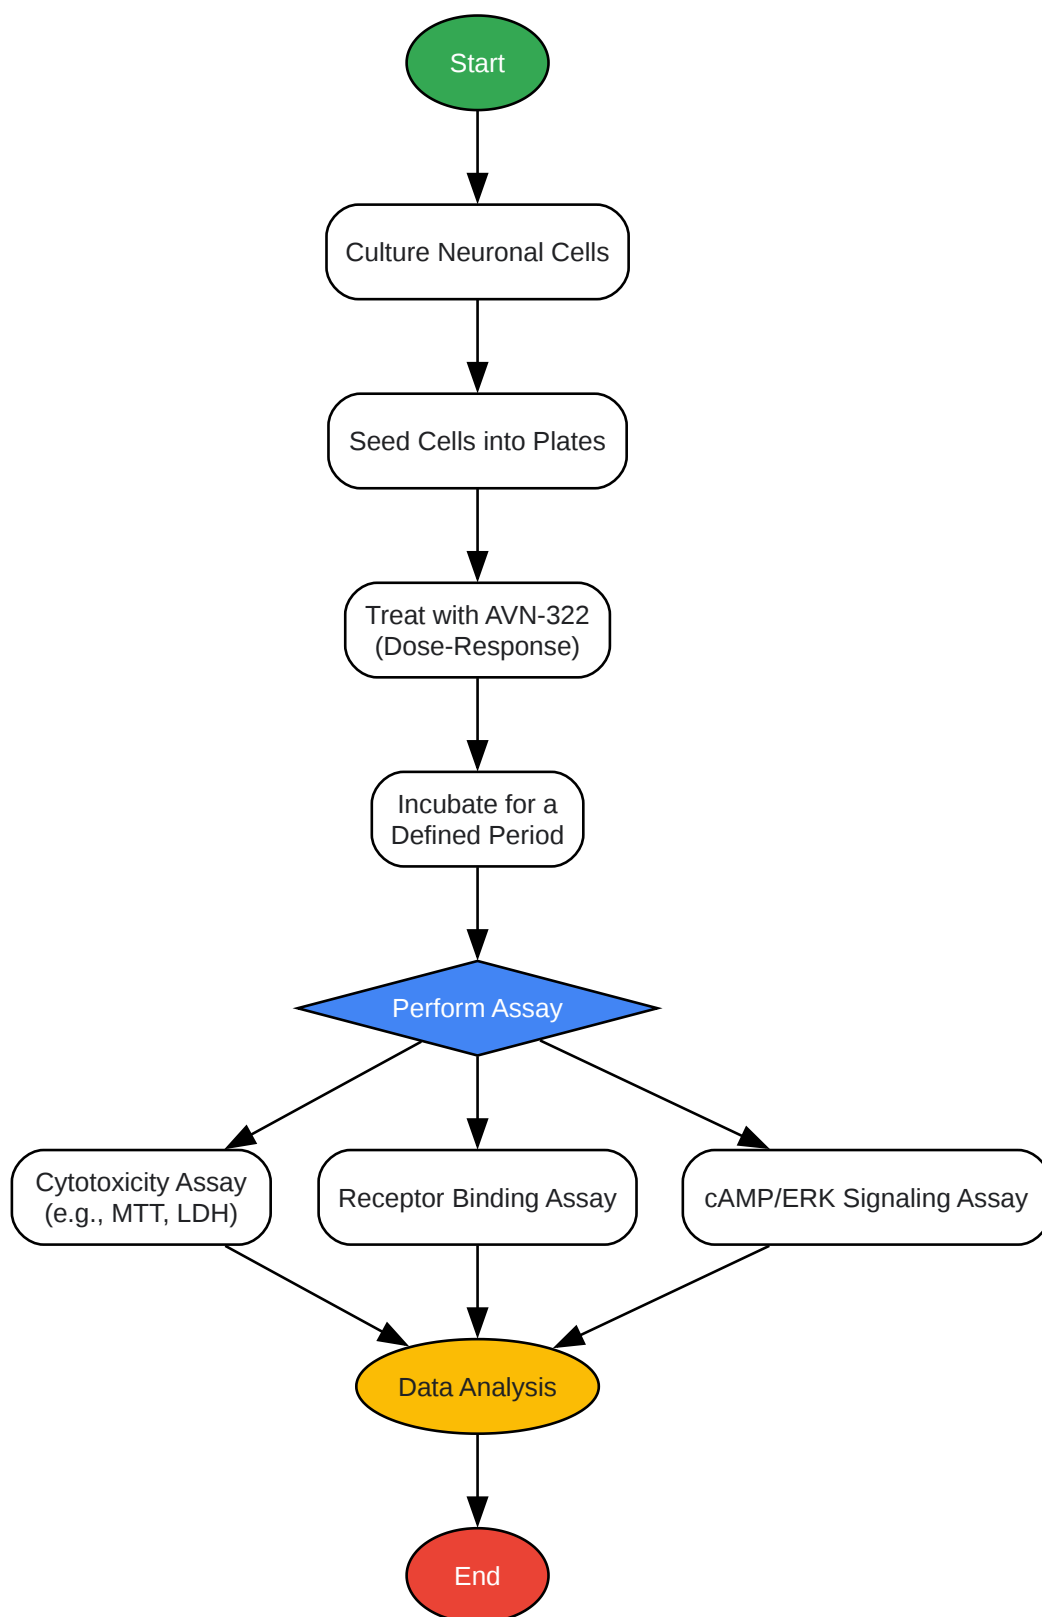 Start
Culture Neuronal Cells
Seed Cells into Plates
Treat with AVN-322
(Dose-Response)
Incubate for a
Defined Period
Perform Assay
Cytotoxicity Assay
(e.g., MTT, LDH)
Receptor Binding Assay
cAMP/ERK Signaling Assay
Data Analysis
End